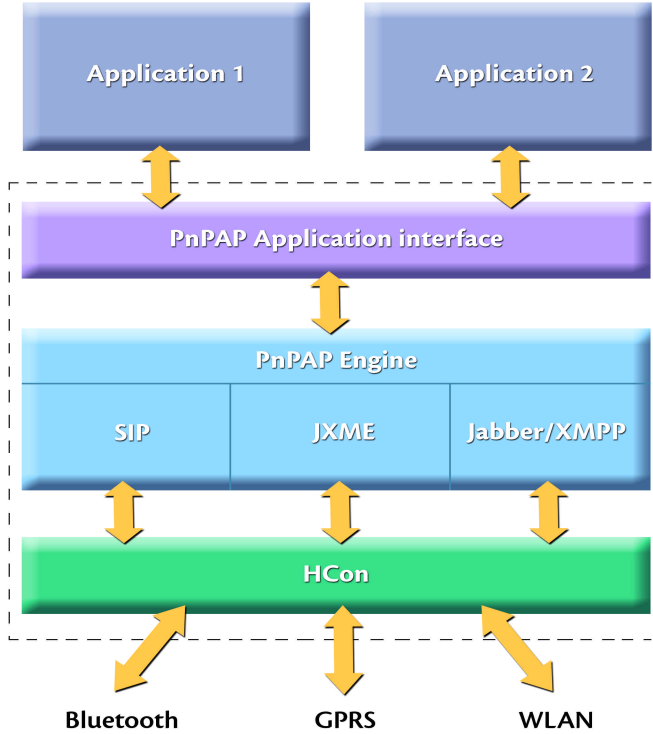 Application 1
Application 2
PnPAP Application interface
PnPAP Engine
SIP
JXME
Jabber/XMPP
HCon
Bluetooth
GPRS
WLAN